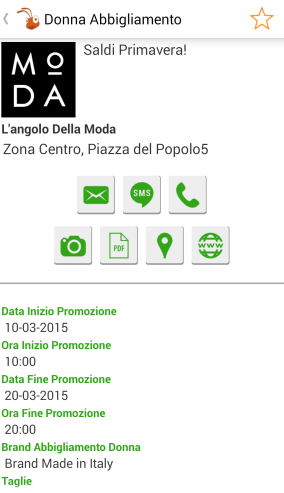 Donna Abbigliamento
MODA
Saldi Primavera!
L'angolo Della Moda
Zona Centro, Piazza del Popolo5
SMS
PDF
www
Data Inizio Promozione
10-03-2015
Ora Inizio Promozione
10:00
Data Fine Promozione
20-03-2015
Ora Fine Promozione
20:00
Brand Abbigliamento Donna
Brand Made in Italy
Taglie